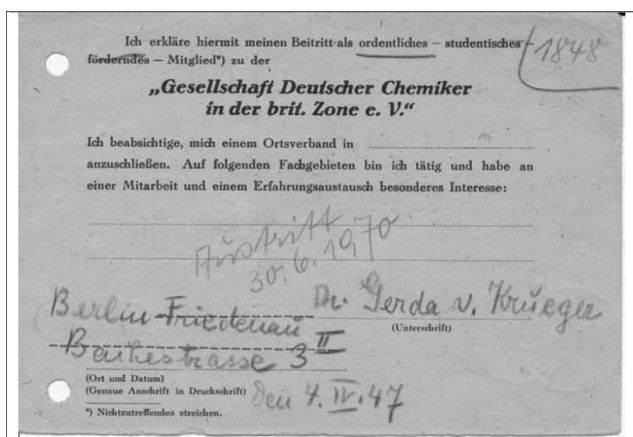 Ich erkläre hiermit meinen Beitritt als ordentliches — studentisches —
1848
förderndes — Mitglied*) zu der
„Gesellschaft Deutscher Chemiker
in der brit. Zone e. V.“
Ich beabsichtige, mich einem Ortsverband in
anzuschließen. Auf folgenden Fachgebieten bin ich tätig und habe an
einer Mitarbeit und einem Erfahrungsaustausch besonderes Interesse:
Austritt
30.6.1970
Berlin-Friedenau Dr. Gerda v. Krueger
(Unterschrift)
3 II
(Ort und Datum)
(Genaue Anschrift in Druckschrift) den 4. IV. 47
*) Nichtzutreffendes streichen.